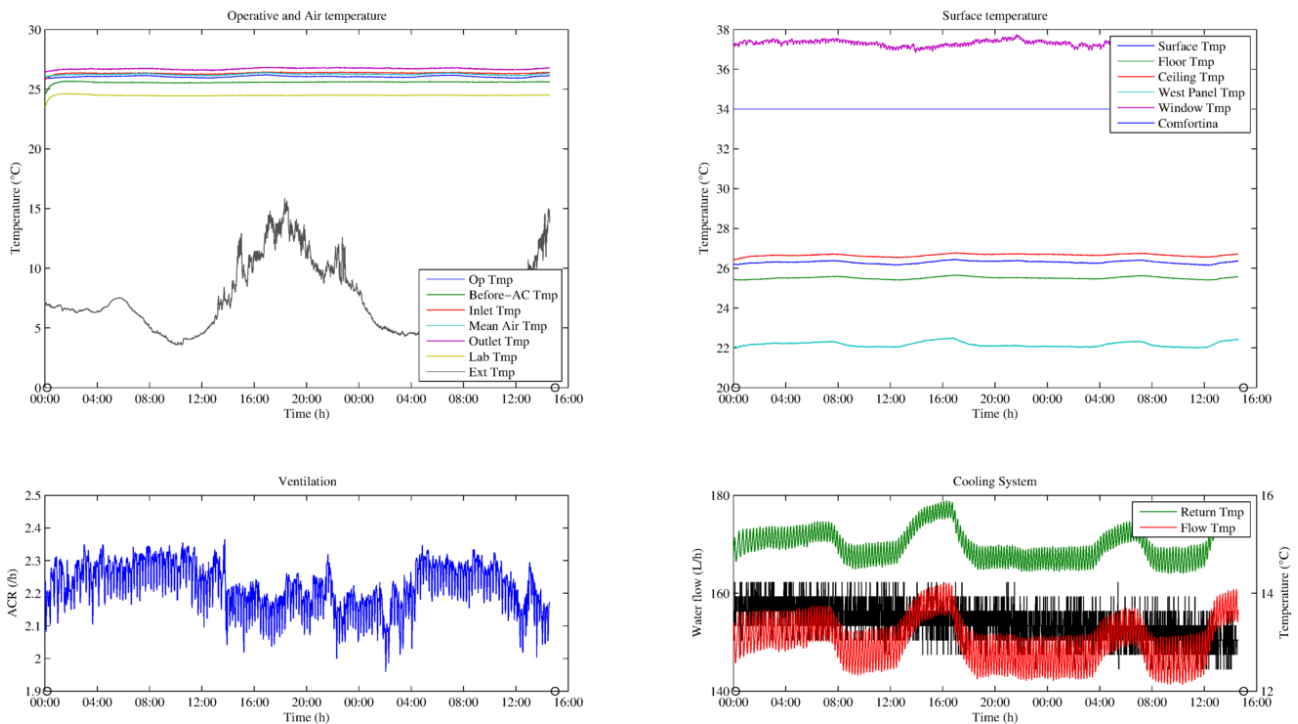 Operative and Air temperature
30
25
20
15
10
5
0
Temperature (°C)
Op Tmp
Before−AC Tmp
Inlet Tmp
Mean Air Tmp
Outlet Tmp
Lab Tmp
Ext Tmp
00:00 04:00 08:00 12:00 16:00 20:00 00:00 04:00 08:00 12:00 16:00
Time (h)
Surface temperature
38
36
34
32
38
28
26
24
22
20
Temperature (°C)
Surface Tmp
Floor Tmp
Ceiling Tmp
West Panel Tmp
Window Tmp
Comfortina
00:00 04:00 08:00 12:00 16:00 20:00 00:00 04:00 08:00 12:00 16:00
Time (h)
Ventilation
2.5
2.4
2.3
2.2
2.1
2
1.9
ACR (/h)
00:00 04:00 08:00 12:00 16:00 20:00 00:00 04:00 08:00 12:00 16:00
Time (h)
Cooling System
180
160
140
Water flow (L/h)
Return Tmp
Flow Tmp
16
14
12
Temperature (°C)
00:00 04:00 08:00 12:00 16:00 20:00 00:00 04:00 08:00 12:00 16:00
Time (h)